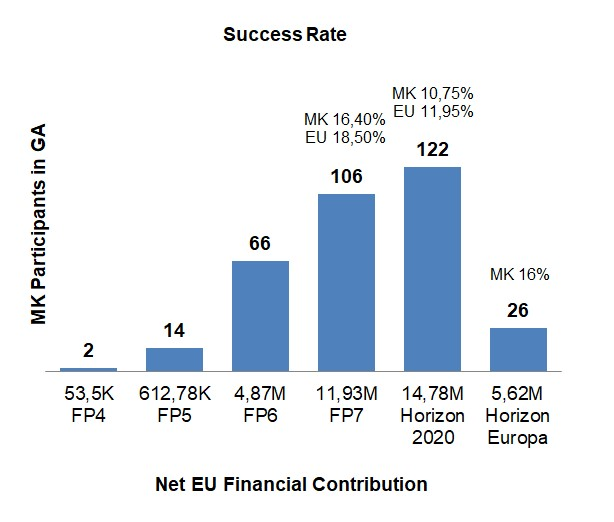 Success Rate
MK Participants in GA
MK 16,40%
EU 18,50%
MK 10,75%
EU 11,95%
MK 16%
2
14
66
106
122
26
53,5K
FP4
612,78K
FP5
4,87M
FP6
11,93M
FP7
14,78M
Horizon
2020
5,62M
Horizon
Europa
Net EU Financial Contribution